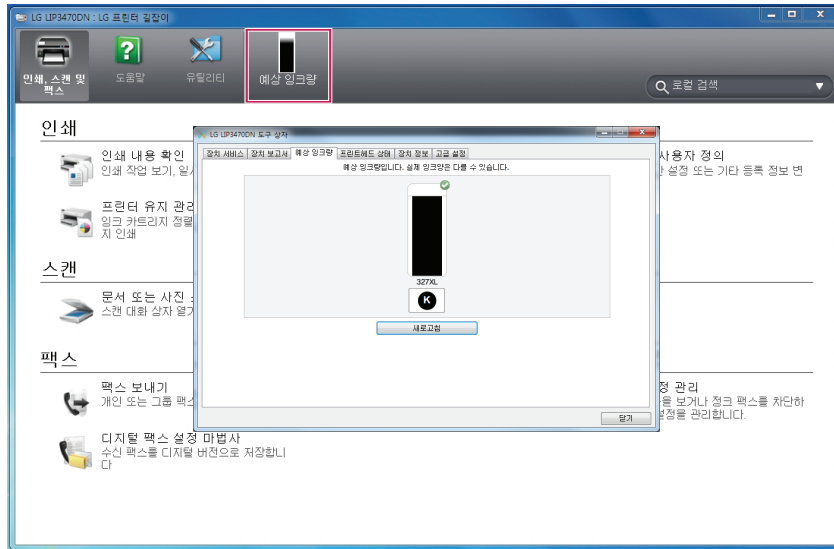 LG LIP3470DN : LG 프린터 길잡이
인쇄, 스캔 및
팩스
도움말
유틸리티
예상 잉크량
로컬 검색
인쇄
인쇄 내용 확인
인쇄 작업 보기, 일
프린터 유지 관리
잉크 카트리지 정렬
지 인쇄
사용자 정의
설정 또는 기타 등록 정보 변
LG LIP3470DN 도구 상자
장치 서비스
장치 보고서
예상 잉크량
프린트헤드 상태
장치 정보
고급 설정
예상 잉크량입니다. 실제 잉크양은 다를 수 있습니다.
327XL
K
새로고침
닫기
스캔
문서 또는 사진
스캔 대화 상자 열기
팩스
팩스 보내기
개인 또는 그룹 팩스
디지털 팩스 설정 마법사
수신 팩스를 디지털 버전으로 저장합니
다
정 관리
을 보거나 정크 팩스를 차단하
설정을 관리합니다.